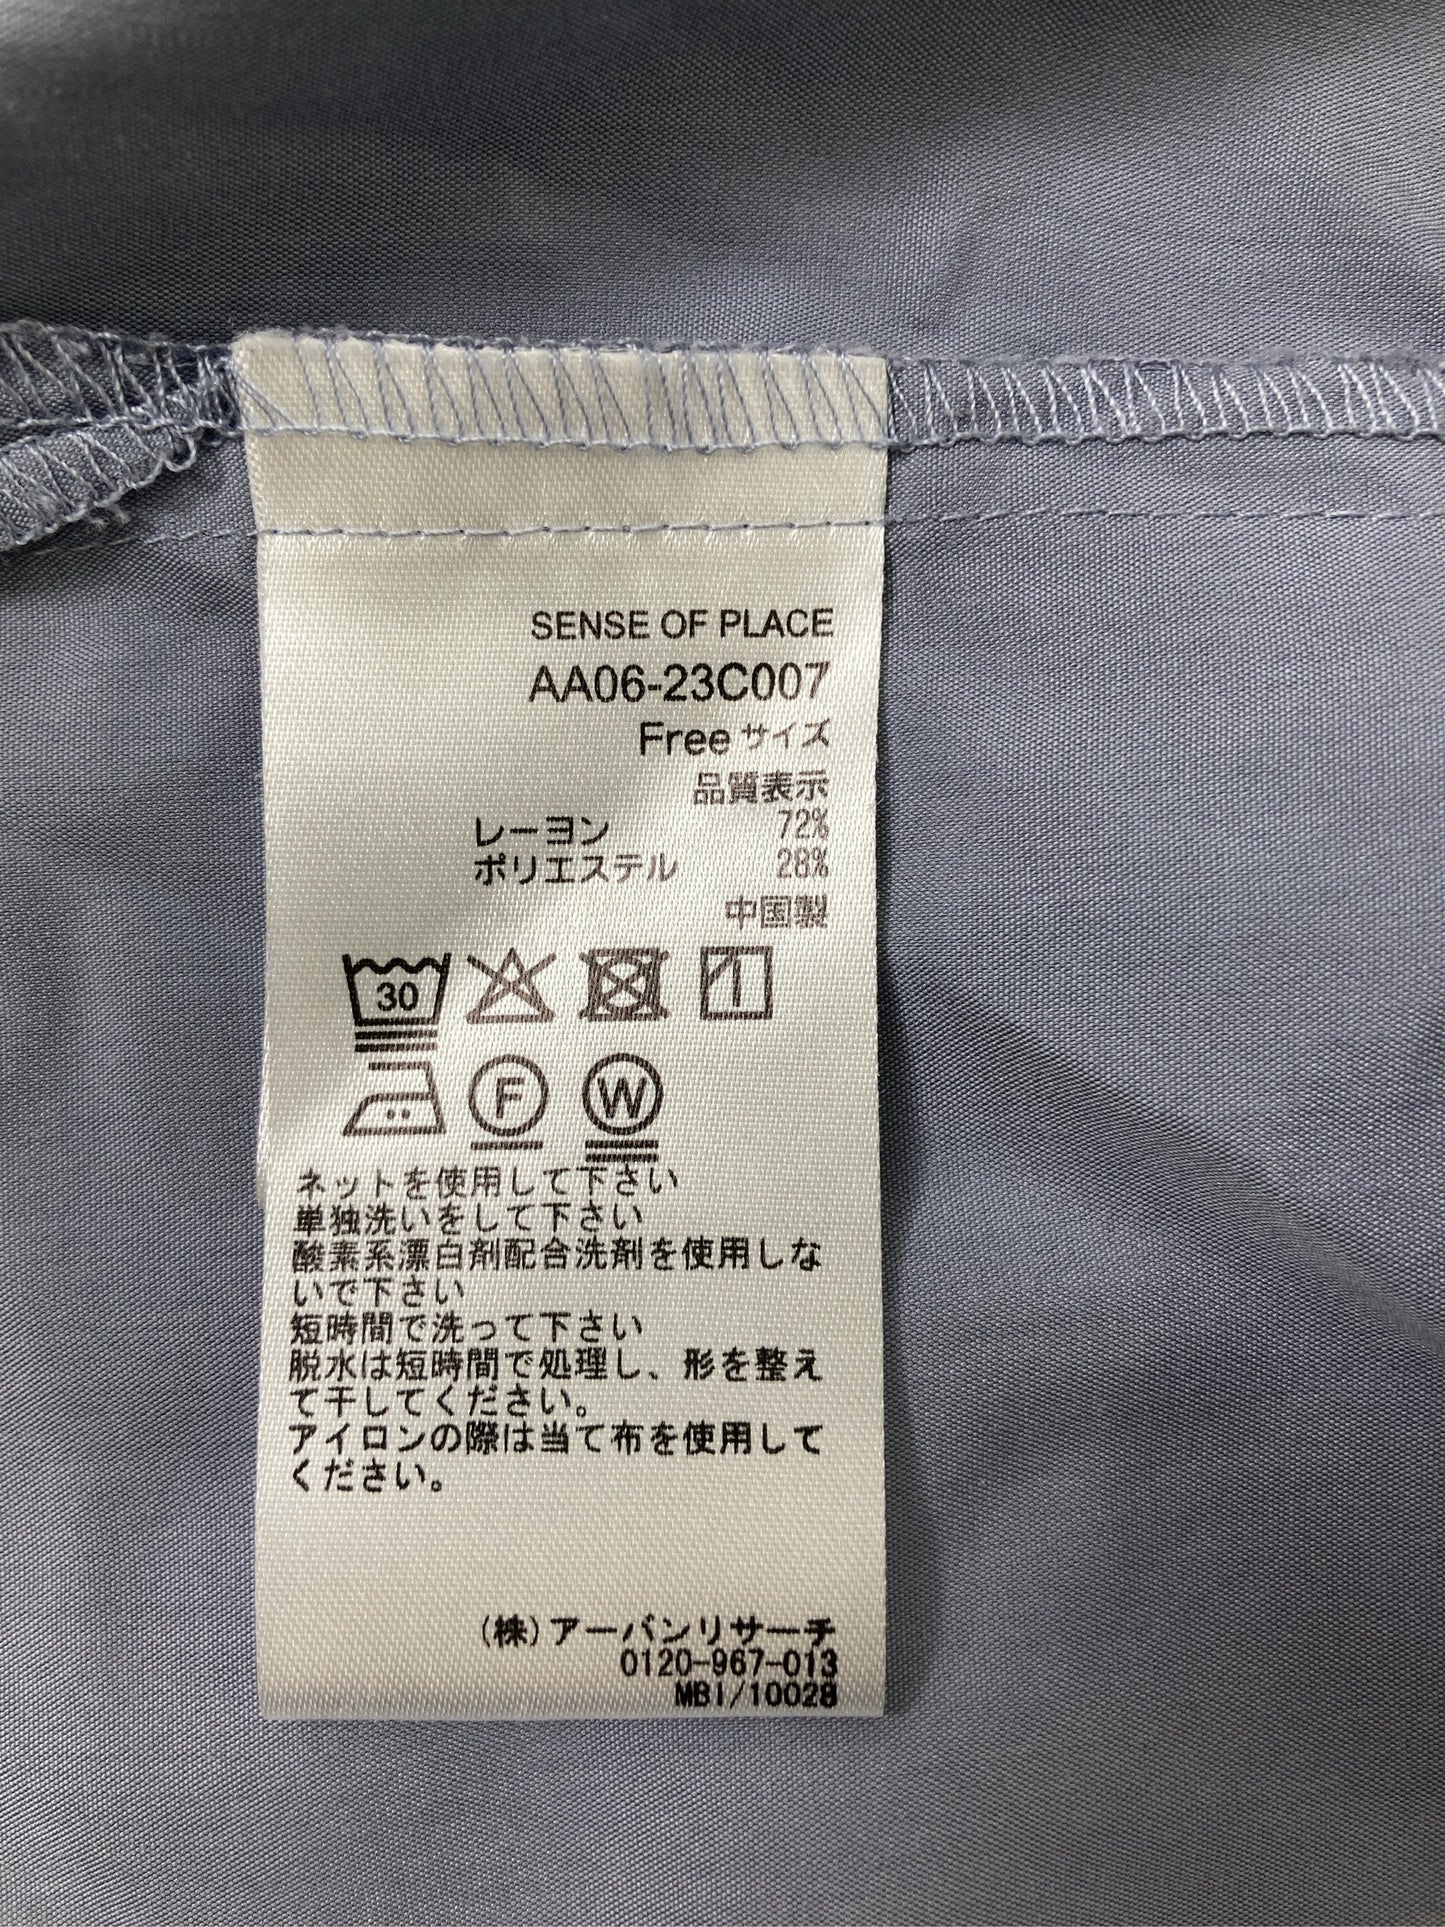 SENSE OF PLACE
AA06-23C007
Free サイズ
品質表示
レーヨン 72%
ポリエステル 28%
中国製
30
F W
ネットを使用して下さい
単独洗いをして下さい
酸素系漂白剤配合洗剤を使用しな
いで下さい
短時間で洗って下さい
脱水は短時間で処理し、形を整え
て干してください。
アイロンの際は当て布を使用して
ください。
(株)アーバンリサーチ
0120-967-013
MBI/10028